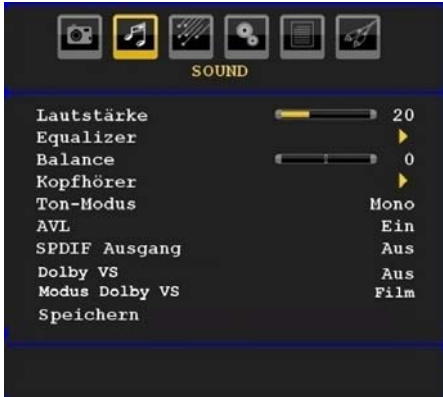 SOUND
Lautstärke 20
Equalizer
Balance 0
Kopfhörer
Ton-Modus Mono
AVL Ein
SPDIF Ausgang Aus
Dolby VS Aus
Modus Dolby VS Film
Speichern